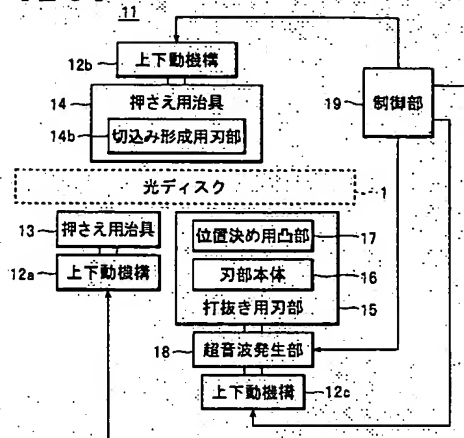 11
12b
上下動機構
14
押さえ用治具
14b
切込み形成用刃部
19
制御部
光ディスク
1
13
押さえ用治具
12a
上下動機構
位置決め用凸部
17
刃部本体
16
打抜き用刃部
15
18
超音波発生部
上下動機構
12c